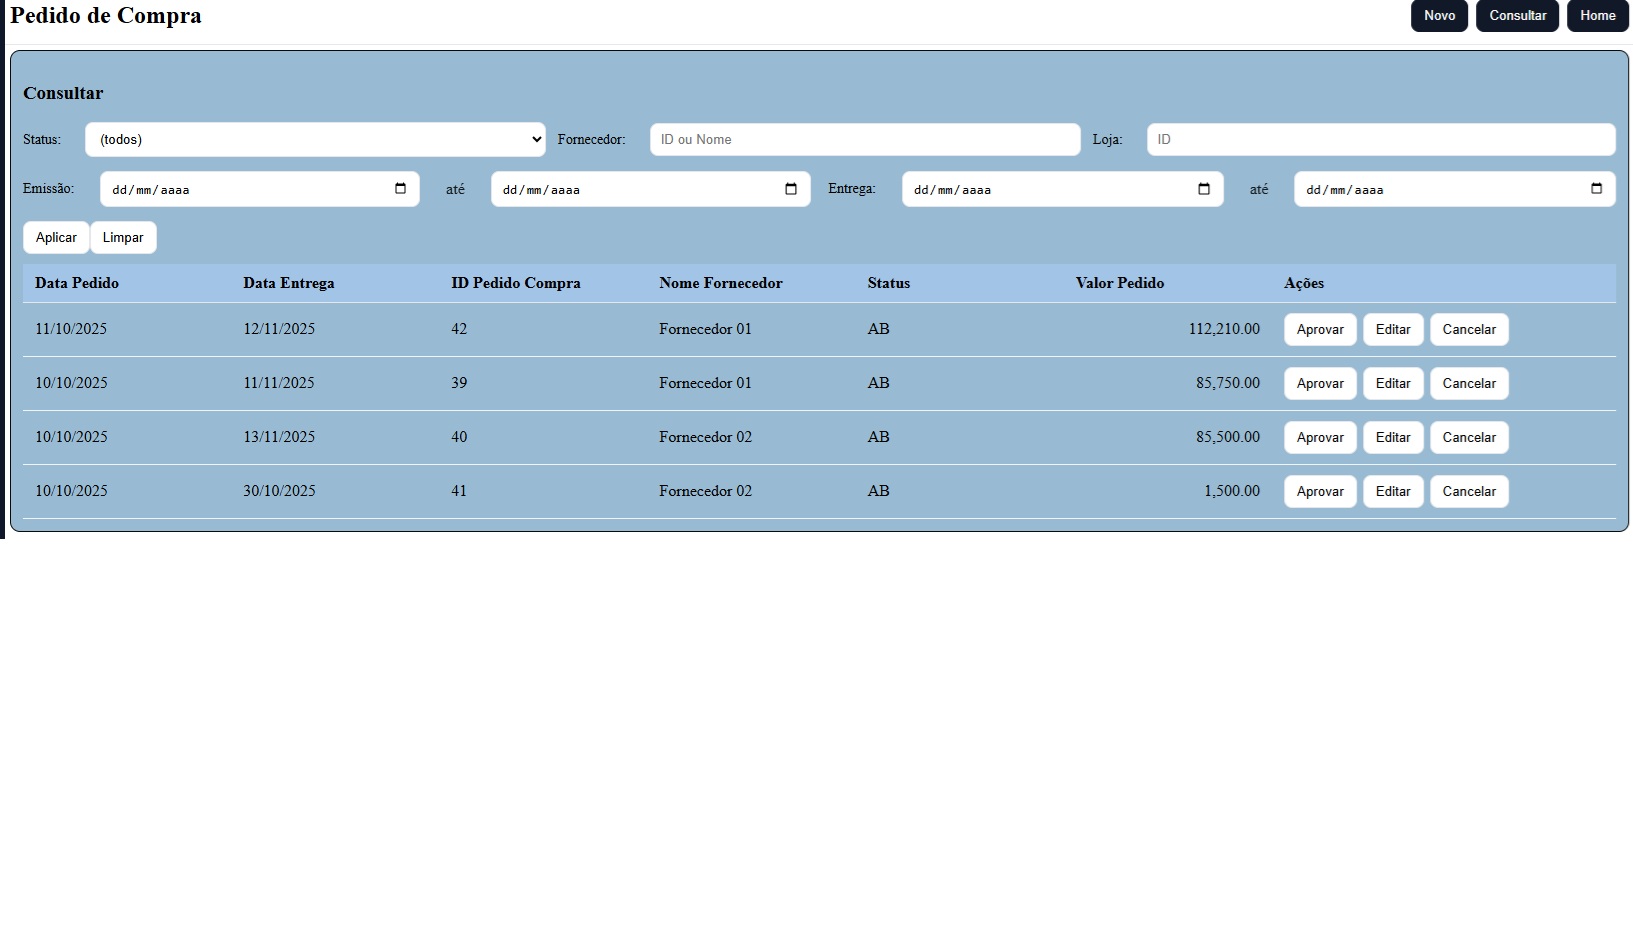 Pedido de Compra
Novo Consultar Home
Consultar
Status: (todos) Fornecedor: ID ou Nome Loja: ID
Emissão: dd/mm/aaaa até dd/mm/aaaa Entrega: dd/mm/aaaa até dd/mm/aaaa
Aplicar Limpar
Data Pedido Data Entrega ID Pedido Compra Nome Fornecedor Status Valor Pedido Ações
11/10/2025 12/11/2025 42 Fornecedor 01 AB 112,210.00 Aprovar Editar Cancelar
10/10/2025 11/11/2025 39 Fornecedor 01 AB 85,750.00 Aprovar Editar Cancelar
10/10/2025 13/11/2025 40 Fornecedor 02 AB 85,500.00 Aprovar Editar Cancelar
10/10/2025 30/10/2025 41 Fornecedor 02 AB 1,500.00 Aprovar Editar Cancelar